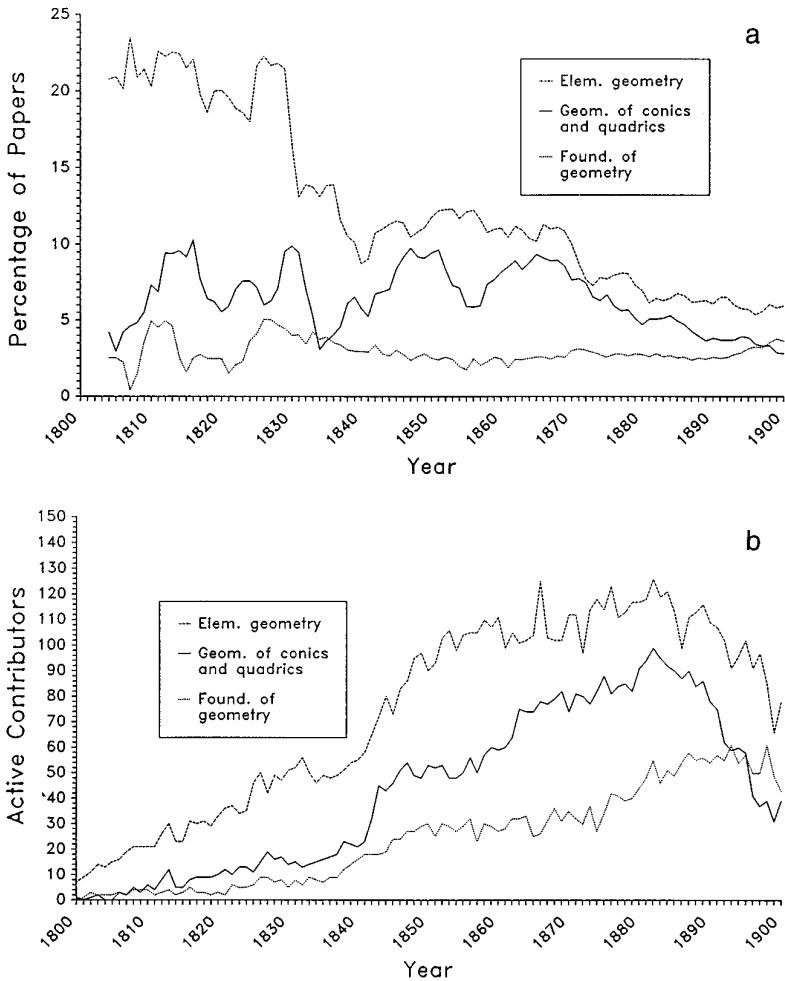 a
25
20
15
10
5
0
Percentage of Papers
Elem. geometry
Geom. of conics
and quadrics
Found. of
geometry
1800
1810
1820
1830
1840
1850
1860
1870
1880
1890
1900
Year
b
150
140
130
120
110
100
90
80
70
60
50
40
30
20
10
0
Active Contributors
Elem. geometry
Geom. of conics
and quadrics
Found. of
geometry
1800
1810
1820
1830
1840
1850
1860
1870
1880
1890
1900
Year